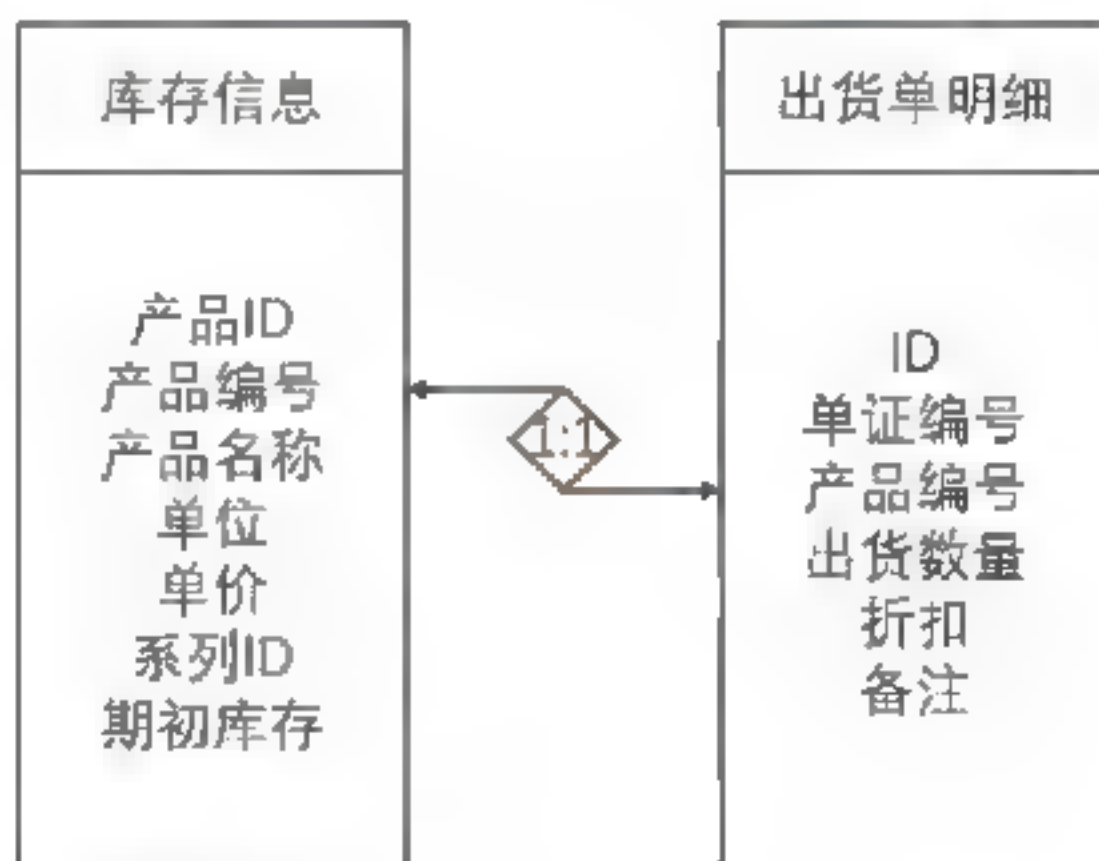 库存信息
产品ID
产品编号
产品名称
单位
单价
系列ID
期初库存
1:1
出货单明细
ID
单证编号
产品编号
出货数量
折扣
备注